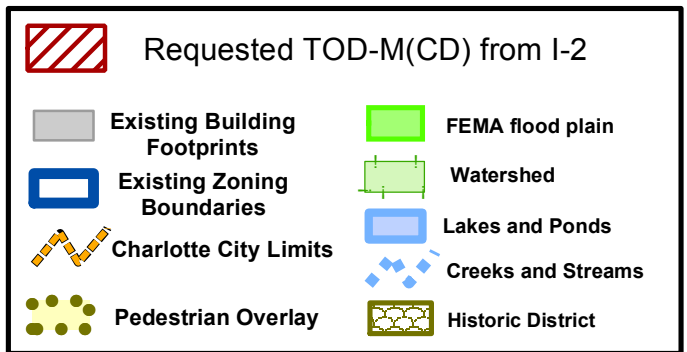 Requested TOD-M(CD) from I-2
Existing Building
Footprints
Existing Zoning
Boundaries
Charlotte City Limits
Pedestrian Overlay
FEMA flood plain
Watershed
Lakes and Ponds
Creeks and Streams
Historic District